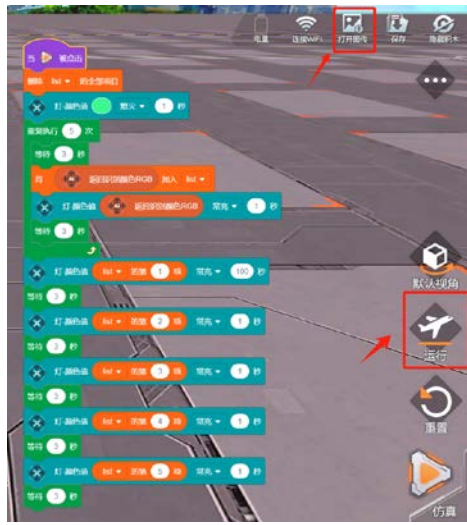 电量 连接WiFi 打开图传 保存 隐藏积木
当 被点击
删除 list 的全部项目
灯-颜色值 熄灭 1 秒
重复执行 5 次
等待 3 秒
将 返回识别颜色RGB 加入 list
灯-颜色值 返回识别颜色RGB 常亮 1 秒
等待 3 秒
灯-颜色值 list 的第 1 项 常亮 100 秒
默认视角
等待 3 秒
灯-颜色值 list 的第 2 项 常亮 1 秒
等待 3 秒
运行
灯-颜色值 list 的第 3 项 常亮 1 秒
等待 3 秒
灯-颜色值 list 的第 4 项 常亮 1 秒
重置
等待 3 秒
灯-颜色值 list 的第 5 项 常亮 1 秒
等待 3 秒
仿真